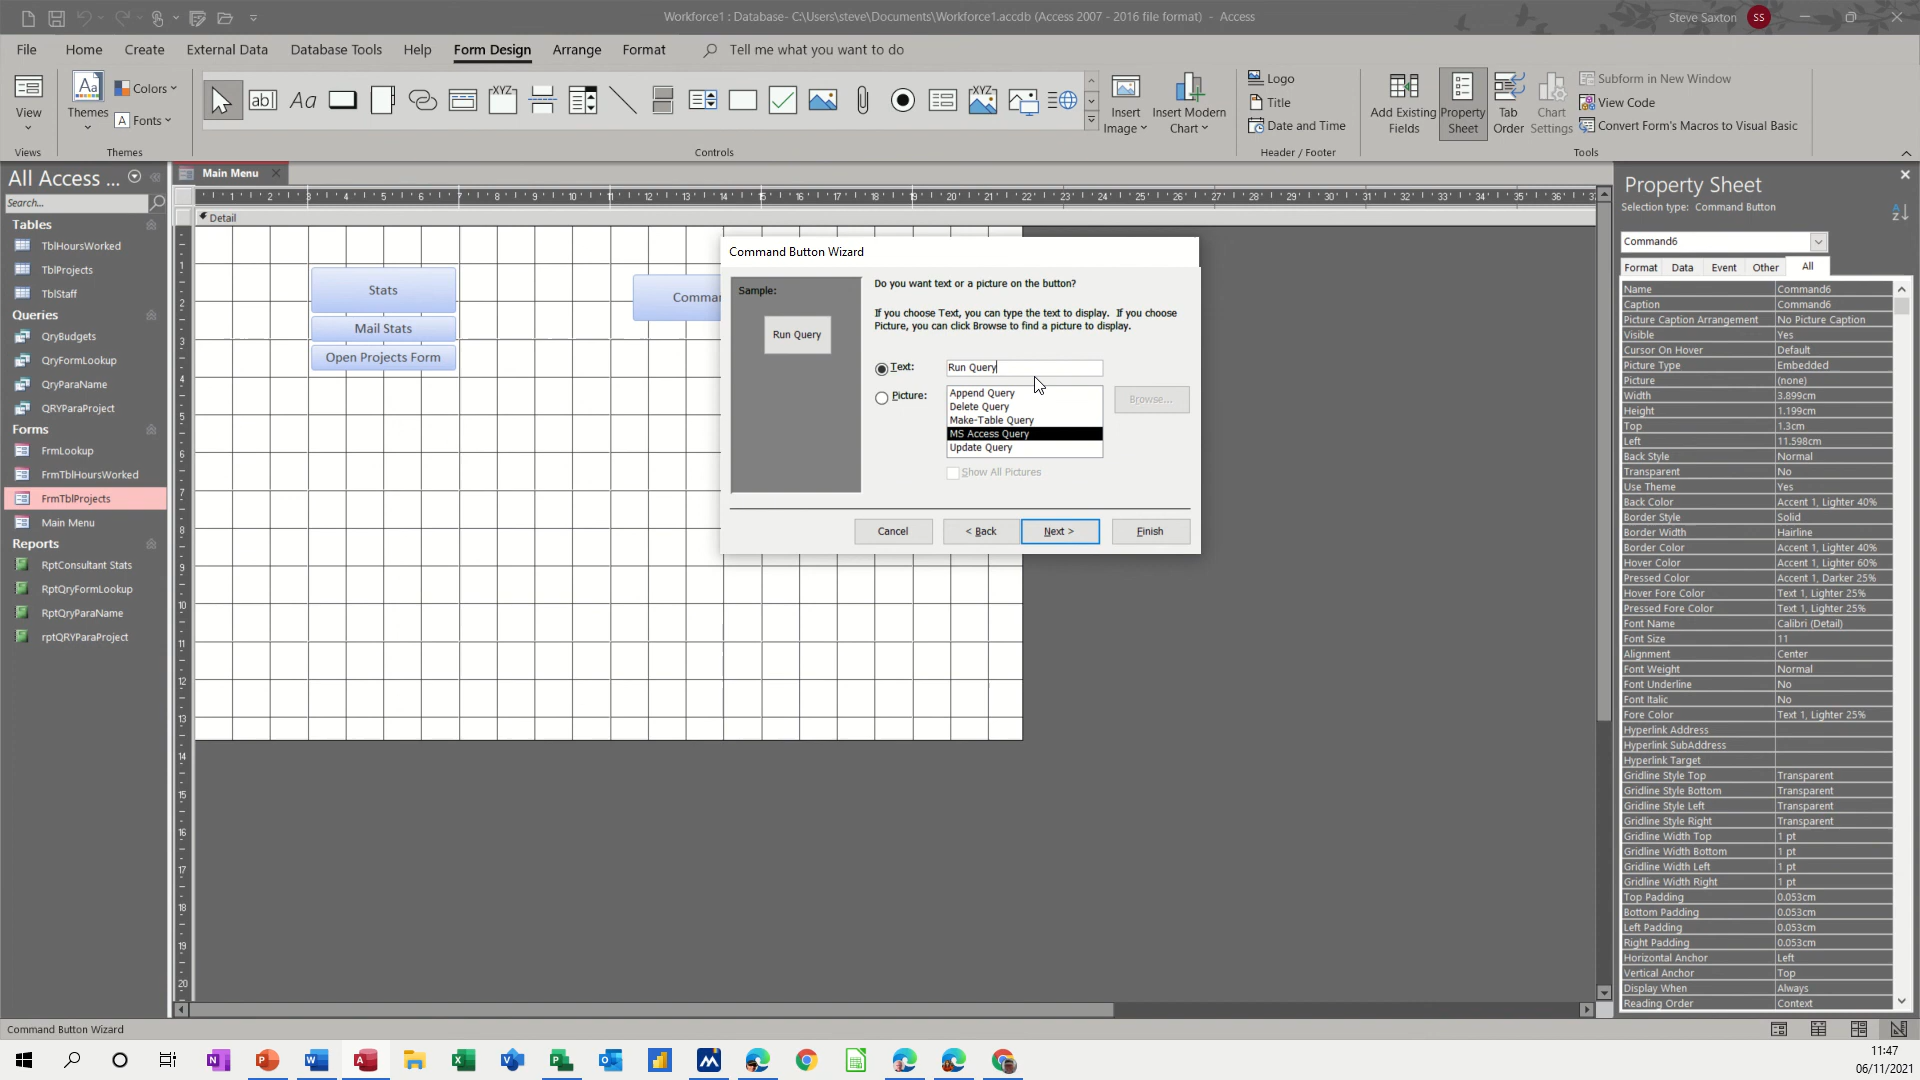 Workforce1 : Database- C:\Users\steve\Documents\Workforce1.accdb (Access 2007 - 2016 file format) - Access
Steve Saxton
SS
File
Home
Create
External Data
Database Tools
Help
Form Design
Arrange
Format
Tell me what you want to do
View
Themes
Colors
Fonts
Aa
ab|
Aa
XYZ
XYZ
Insert Image
Insert Modern Chart
Logo
Title
Date and Time
Add Existing Fields
Property Sheet
Tab Order
Chart Settings
Subform in New Window
View Code
Convert Form's Macros to Visual Basic
Views
Themes
Controls
Header / Footer
Tools
All Access ...
Search...
Tables
TblHoursWorked
TblProjects
TblStaff
Queries
QryBudgets
QryFormLookup
QryParaName
QRYParaProject
Forms
FrmLookup
FrmTblHoursWorked
FrmTblProjects
Main Menu
Reports
RptConsultant Stats
RptQryFormLookup
RptQryParaName
rptQRYParaProject
Main Menu
Detail
Stats
Mail Stats
Open Projects Form
Comma
Command Button Wizard
Sample:
Run Query
Do you want text or a picture on the button?
If you choose Text, you can type the text to display. If you choose
Picture, you can click Browse to find a picture to display.
Text:
Run Query
Picture:
Append Query
Delete Query
Make-Table Query
MS Access Query
Update Query
Browse...
Show All Pictures
Cancel
< Back
Next >
Finish
Property Sheet
Selection type: Command Button
Command6
Format
Data
Event
Other
All
Name Command6
Caption Command6
Picture Caption Arrangement No Picture Caption
Visible Yes
Cursor On Hover Default
Picture Type Embedded
Picture (none)
Width 3.899cm
Height 1.199cm
Top 1.3cm
Left 11.598cm
Back Style Normal
Transparent No
Use Theme Yes
Back Color Accent 1, Lighter 40%
Border Style Solid
Border Width Hairline
Border Color Accent 1, Lighter 40%
Hover Color Accent 1, Lighter 60%
Pressed Color Accent 1, Darker 25%
Hover Fore Color Text 1, Lighter 25%
Pressed Fore Color Text 1, Lighter 25%
Font Name Calibri (Detail)
Font Size 11
Alignment Center
Font Weight Normal
Font Underline No
Font Italic No
Fore Color Text 1, Lighter 25%
Hyperlink Address
Hyperlink SubAddress
Hyperlink Target
Gridline Style Top Transparent
Gridline Style Bottom Transparent
Gridline Style Left Transparent
Gridline Style Right Transparent
Gridline Width Top 1 pt
Gridline Width Bottom 1 pt
Gridline Width Left 1 pt
Gridline Width Right 1 pt
Top Padding 0.053cm
Bottom Padding 0.053cm
Left Padding 0.053cm
Right Padding 0.053cm
Horizontal Anchor Left
Vertical Anchor Top
Display When Always
Reading Order Context
Command Button Wizard
11:47
06/11/2021